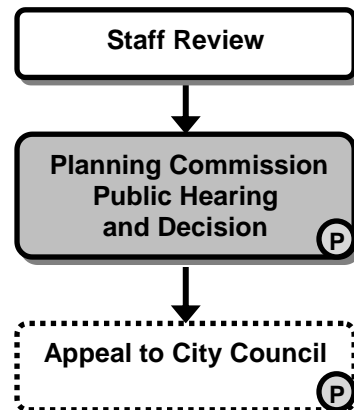 Staff Review
Planning Commission
Public Hearing
and Decision
P
Appeal to City Council
P